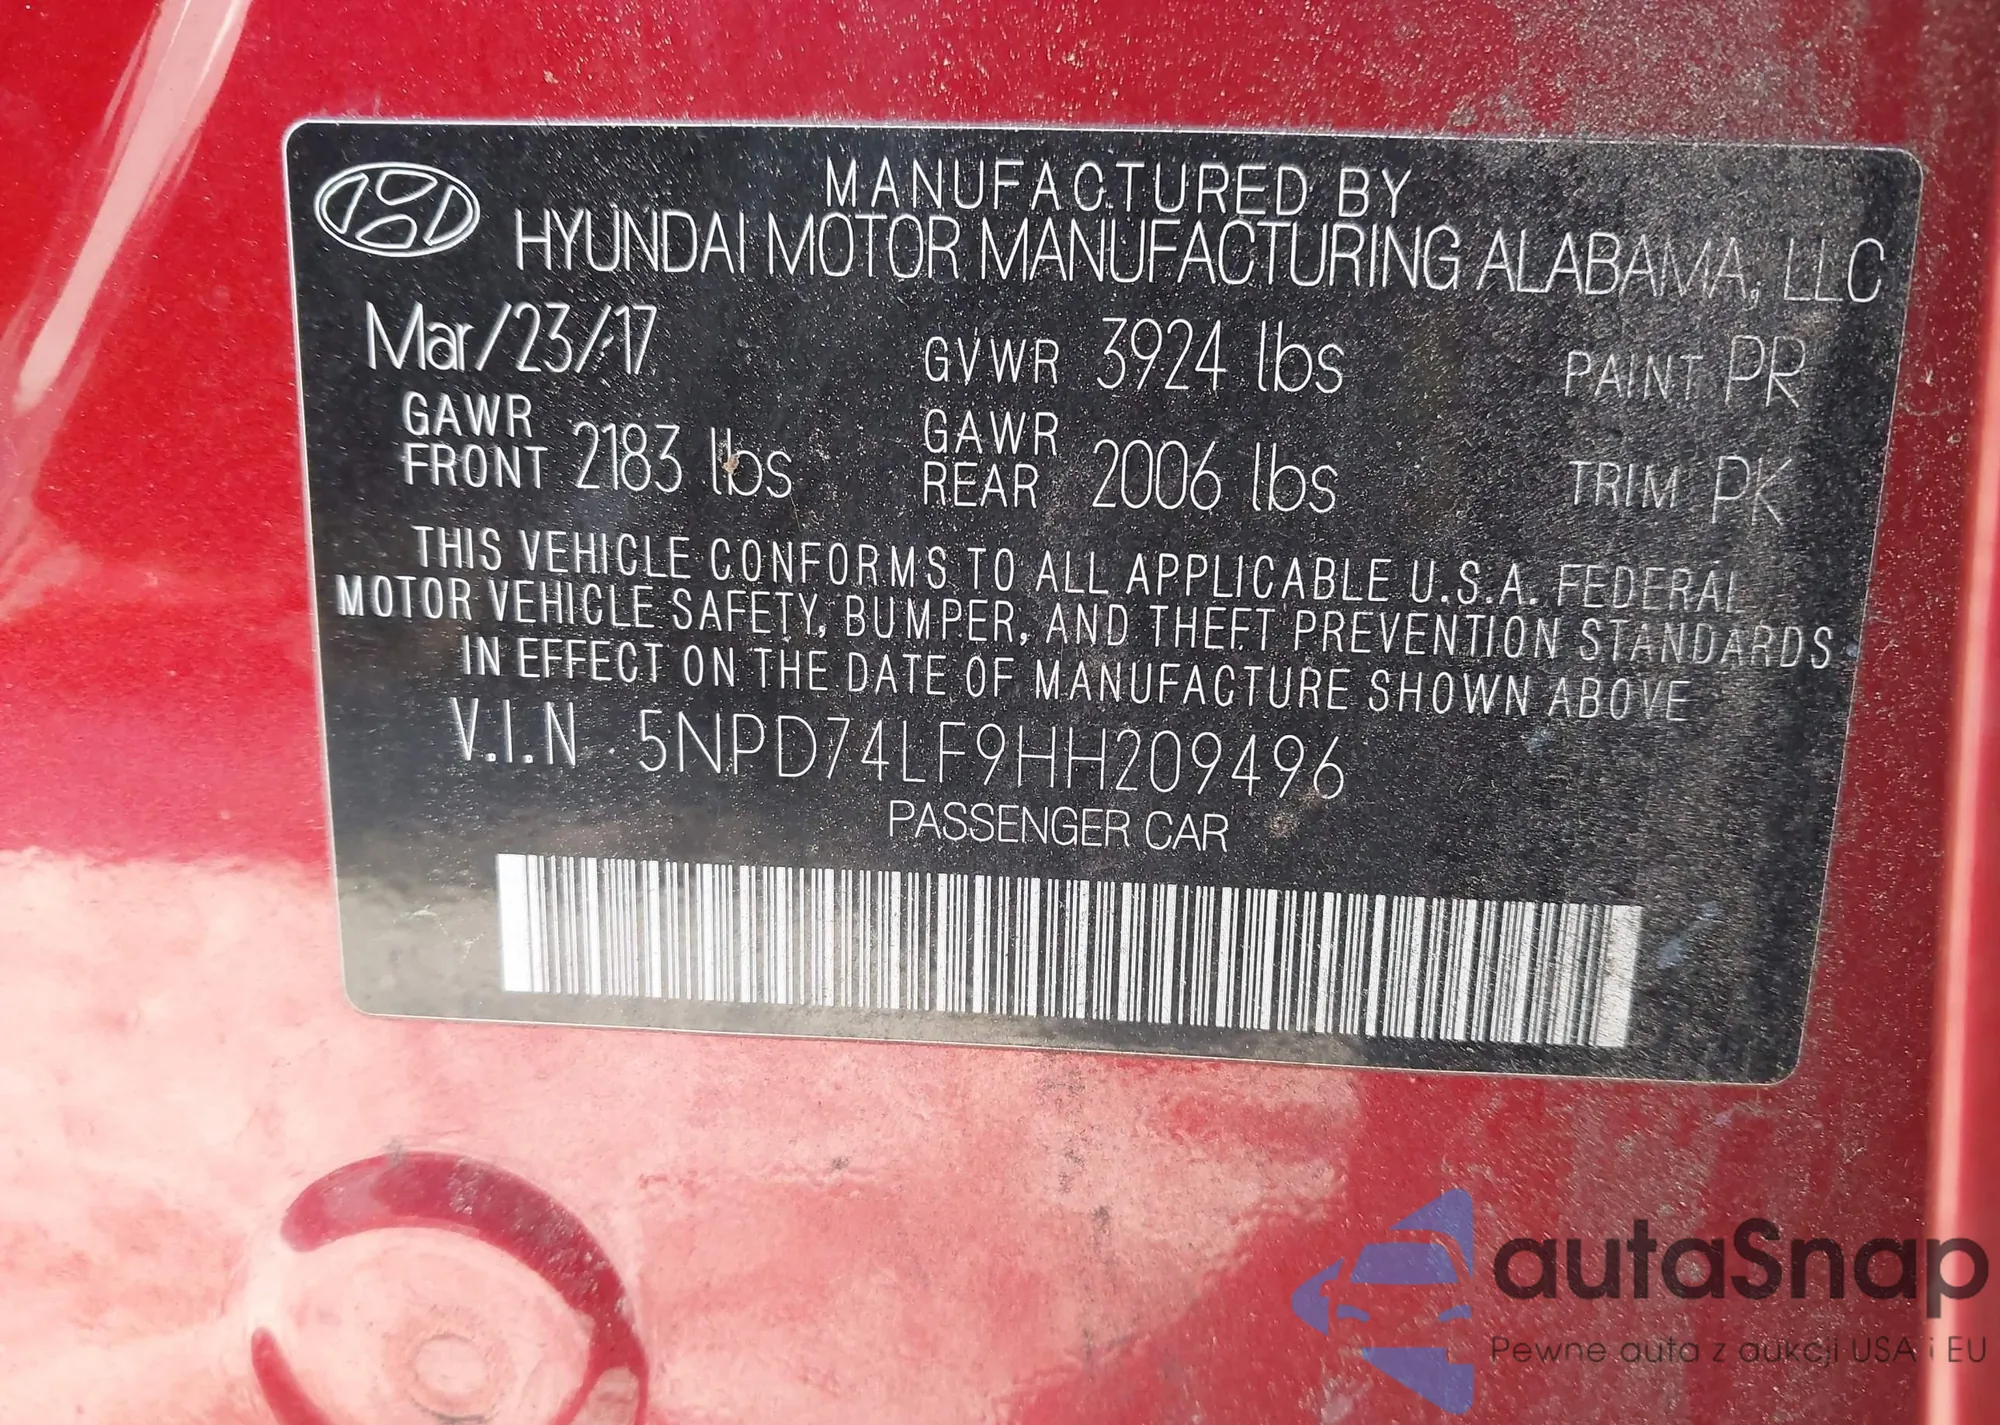 MANUFACTURED BY
HYUNDAI MOTOR MANUFACTURING ALABAMA, LLC
Mar/23/17 GVWR 3924 lbs PAINT PR
GAWR FRONT 2183 lbs GAWR REAR 2006 lbs TRIM PK
THIS VEHICLE CONFORMS TO ALL APPLICABLE U.S.A. FEDERAL
MOTOR VEHICLE SAFETY, BUMPER, AND THEFT PREVENTION STANDARDS
IN EFFECT ON THE DATE OF MANUFACTURE SHOWN ABOVE
V.I.N 5NPD74LF9HH209496
PASSENGER CAR
autaSnap
Pewne auta z aukcji USA i EU